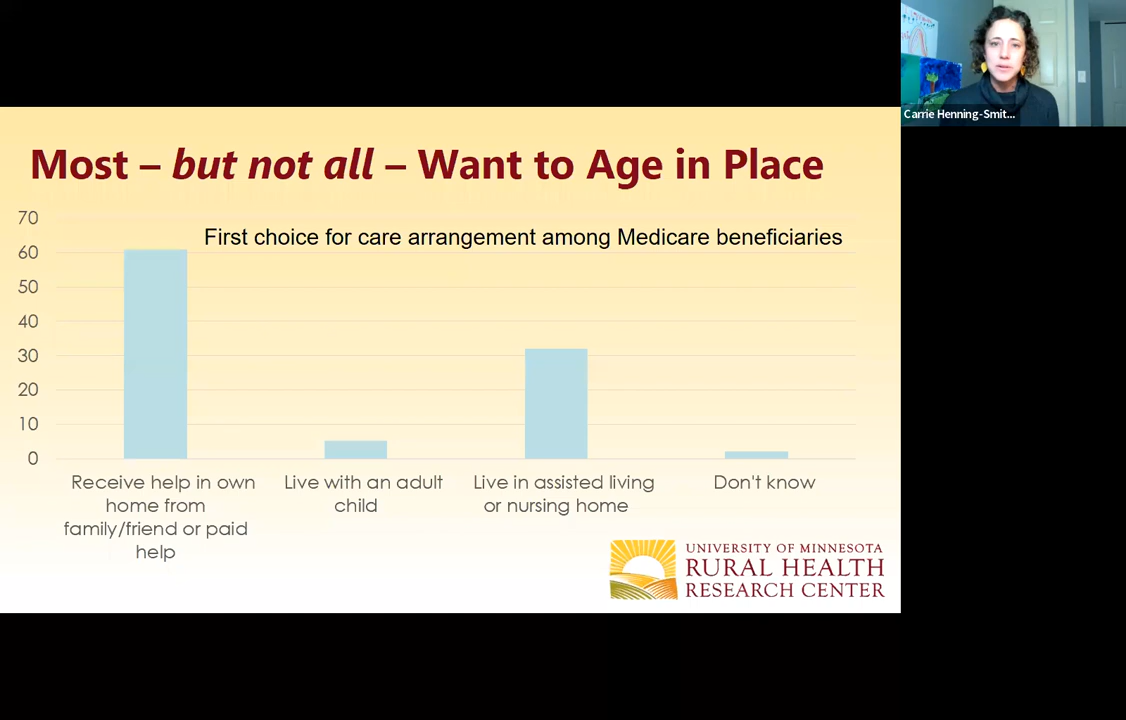 Carrie Henning-Smit...
Most – but not all – Want to Age in Place
First choice for care arrangement among Medicare beneficiaries
70
60
50
40
30
20
10
0
Receive help in own
home from
family/friend or paid
help
Live with an adult
child
Live in assisted living
or nursing home
Don't know
UNIVERSITY OF MINNESOTA
RURAL HEALTH
RESEARCH CENTER